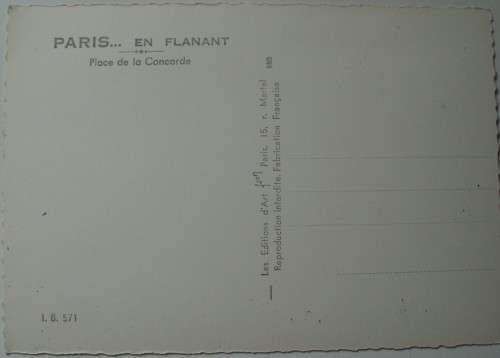 PARIS... EN FLANANT
Place de la Concorde
Les Editions d'Art Paris, 15, r. Martel
Reproduction interdite. Fabrication Française
I. G. 571